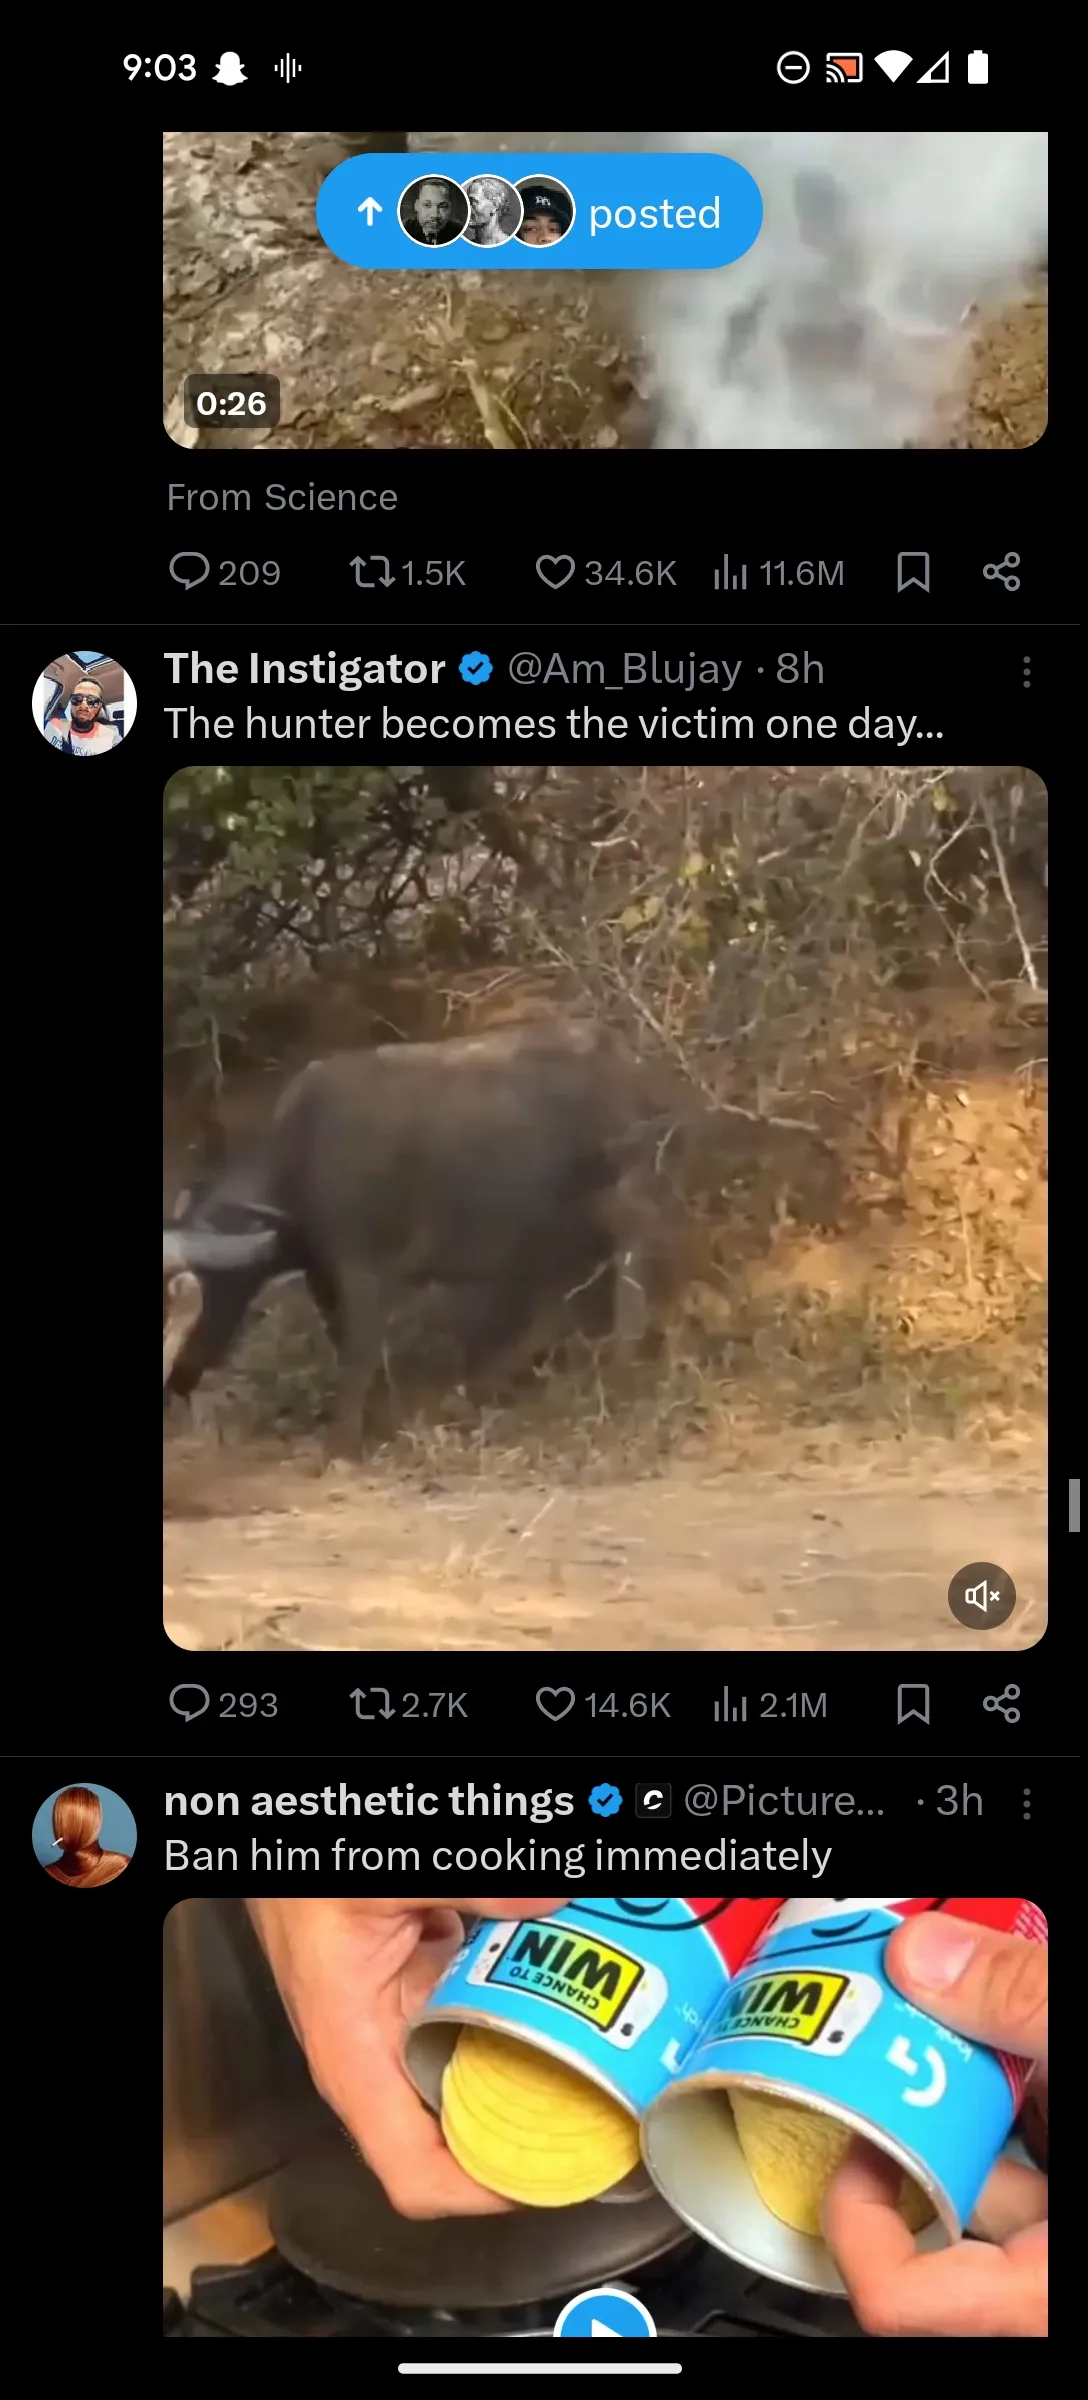 9:03
posted
0:26
From Science
209 1.5K 34.6K 11.6M
The Instigator @Am_Blujay · 8h
The hunter becomes the victim one day...
293 2.7K 14.6K 2.1M
non aesthetic things @Picture... · 3h
Ban him from cooking immediately
CHANCE TO
WIN
CHANCE TO
WIN